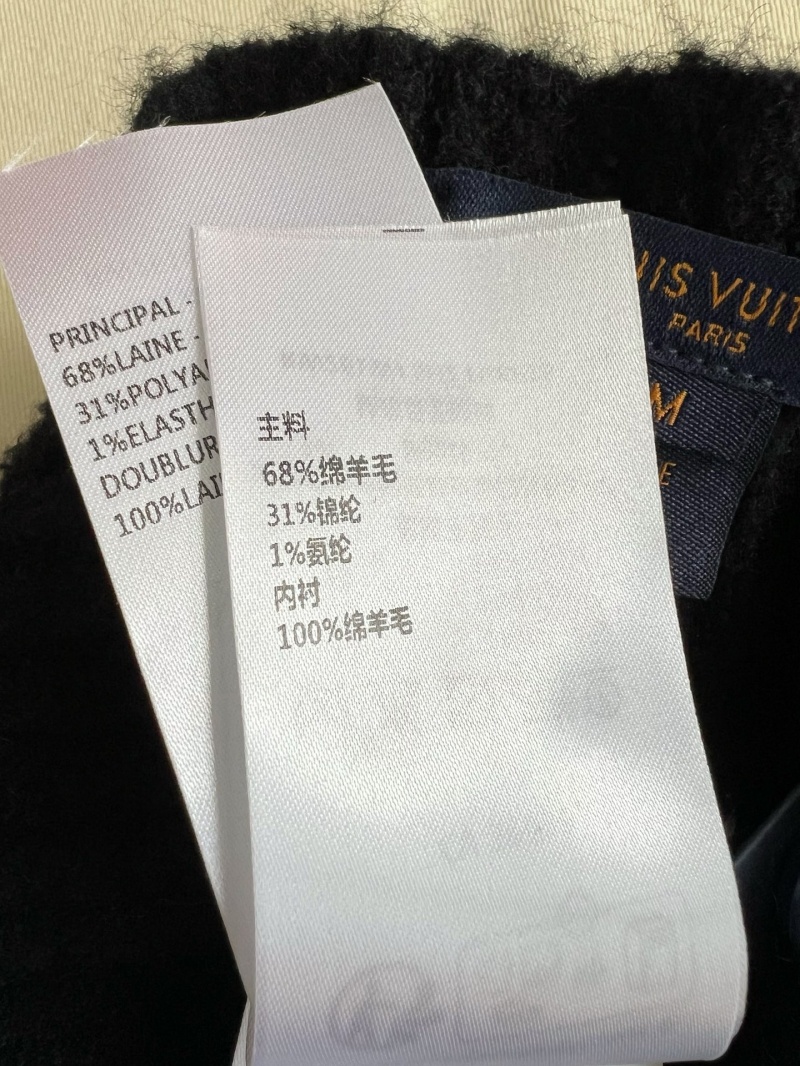 PRINCIPAL -
68%LAINE -
31%POLYA
1%ELASTH
DOUBLUR
100%LAI
主料
68%绵羊毛
31%锦纶
1%氨纶
内衬
100%绵羊毛
UIS VUIT
PARIS
M
E